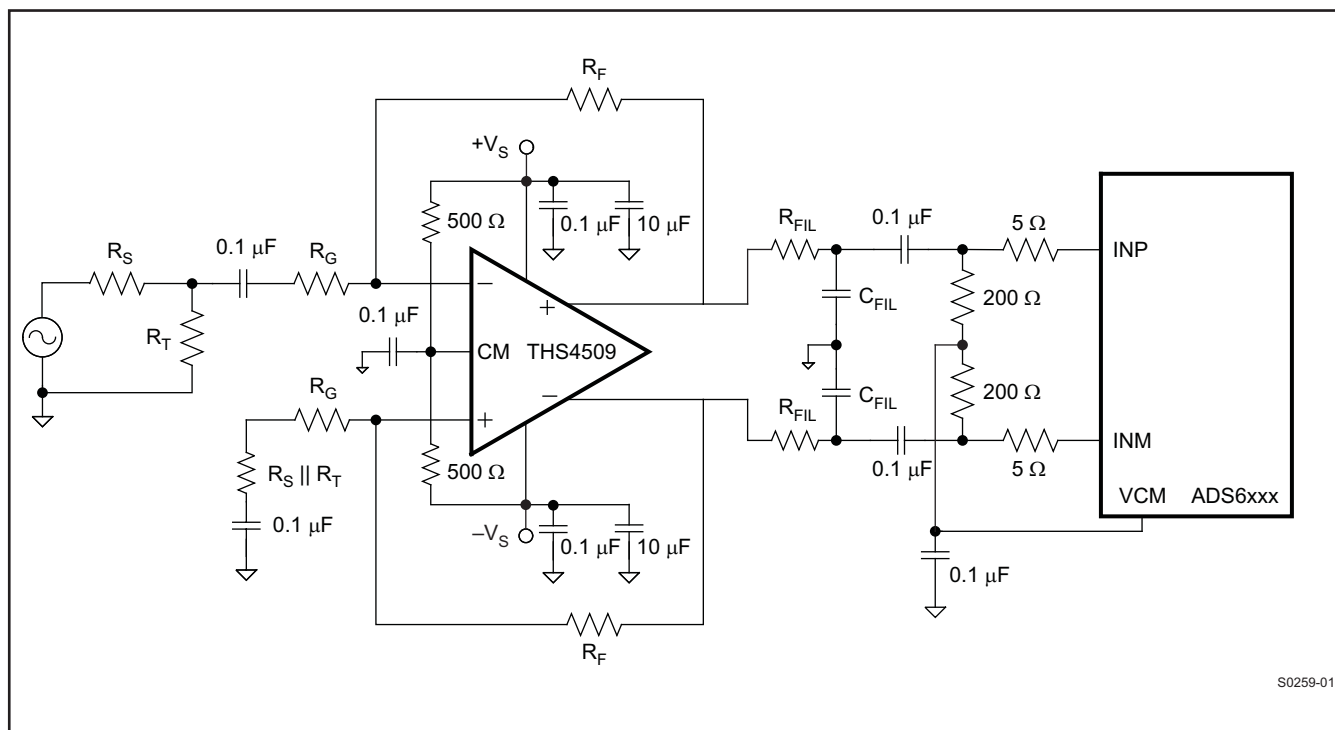 R_F
+V_S
500 Ω
0.1 μF
10 μF
R_S
0.1 μF
R_G
R_T
0.1 μF
−
+
CM
THS4509
+
−
R_FIL
0.1 μF
5 Ω
INP
C_FIL
200 Ω
R_G
C_FIL
R_FIL
200 Ω
0.1 μF
5 Ω
INM
R_S || R_T
0.1 μF
500 Ω
−V_S
0.1 μF
10 μF
VCM
ADS6xxx
0.1 μF
R_F
S0259-01